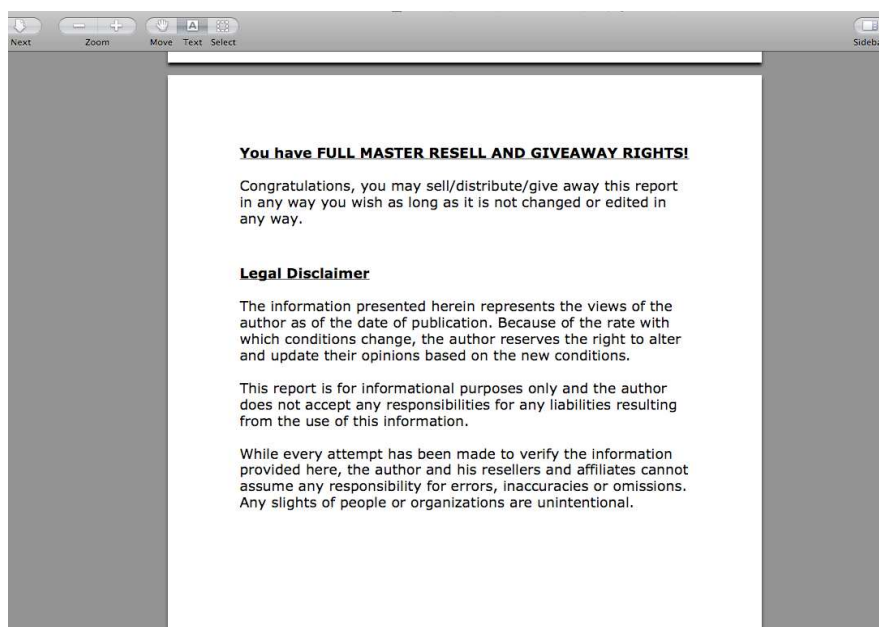 Next Zoom Move Text Select
You have FULL MASTER RESELL AND GIVEAWAY RIGHTS!
Congratulations, you may sell/distribute/give away this report
in any way you wish as long as it is not changed or edited in
any way.
Legal Disclaimer
The information presented herein represents the views of the
author as of the date of publication. Because of the rate with
which conditions change, the author reserves the right to alter
and update their opinions based on the new conditions.
This report is for informational purposes only and the author
does not accept any responsibilities for any liabilities resulting
from the use of this information.
While every attempt has been made to verify the information
provided here, the author and his resellers and affiliates cannot
assume any responsibility for errors, inaccuracies or omissions.
Any slights of people or organizations are unintentional.